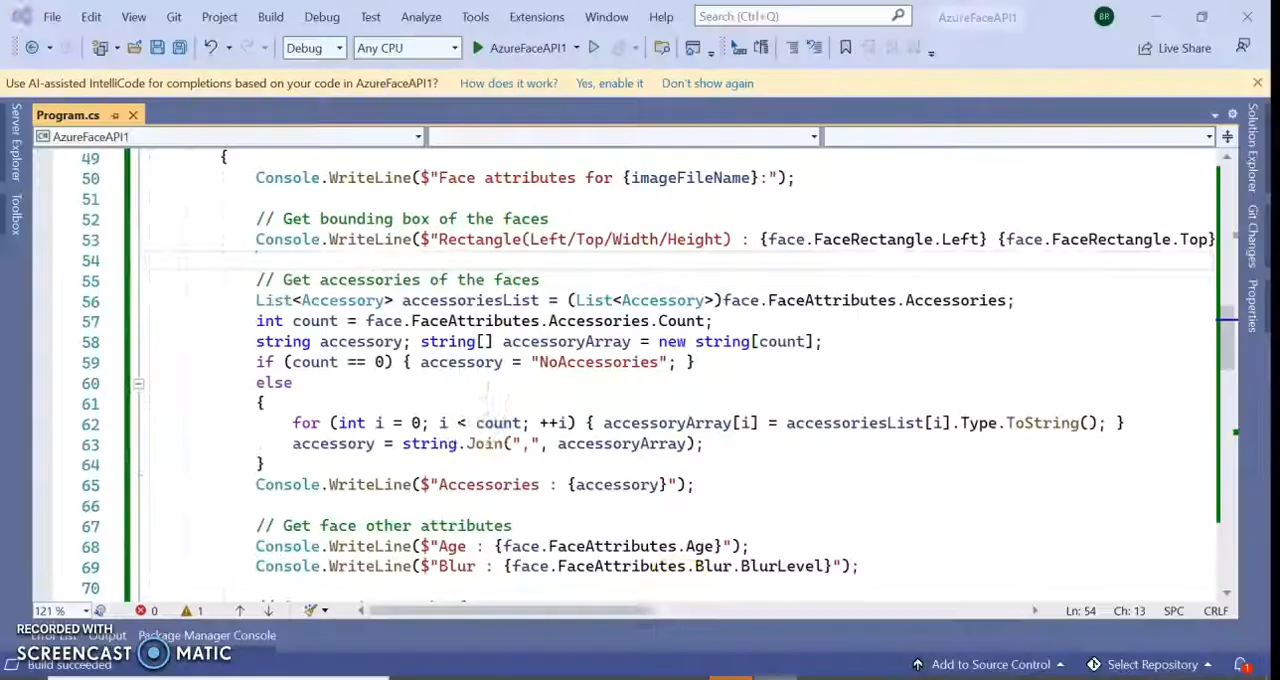 File Edit View Git Project Build Debug Test Analyze Tools Extensions Window Help Search (Ctrl+Q) AzureFaceAPI1 BR
Debug Any CPU AzureFaceAPI1 Live Share
Use AI-assisted IntelliCode for completions based on your code in AzureFaceAPI1? How does it work? Yes, enable it Don't show again
Program.cs
AzureFaceAPI1
Server Explorer
Toolbox
49 {
50 Console.WriteLine($"Face attributes for {imageFileName}:");
51
52 // Get bounding box of the faces
53 Console.WriteLine($"Rectangle(Left/Top/Width/Height) : {face.FaceRectangle.Left} {face.FaceRectangle.Top}
54
55 // Get accessories of the faces
56 List<Accessory> accessoriesList = (List<Accessory>)face.FaceAttributes.Accessories;
57 int count = face.FaceAttributes.Accessories.Count;
58 string accessory; string[] accessoryArray = new string[count];
59 if (count == 0) { accessory = "NoAccessories"; }
60 else
61 {
62 for (int i = 0; i < count; ++i) { accessoryArray[i] = accessoriesList[i].Type.ToString(); }
63 accessory = string.Join(",", accessoryArray);
64 }
65 Console.WriteLine($"Accessories : {accessory}");
66
67 // Get face other attributes
68 Console.WriteLine($"Age : {face.FaceAttributes.Age}");
69 Console.WriteLine($"Blur : {face.FaceAttributes.Blur.BlurLevel}");
70
Solution Explorer
Git Changes
Properties
121 % 0 1 Ln: 54 Ch: 13 SPC CRLF
RECORDED WITH
Error List Output Package Manager Console
SCREENCAST MATIC
Build succeeded Add to Source Control Select Repository 1